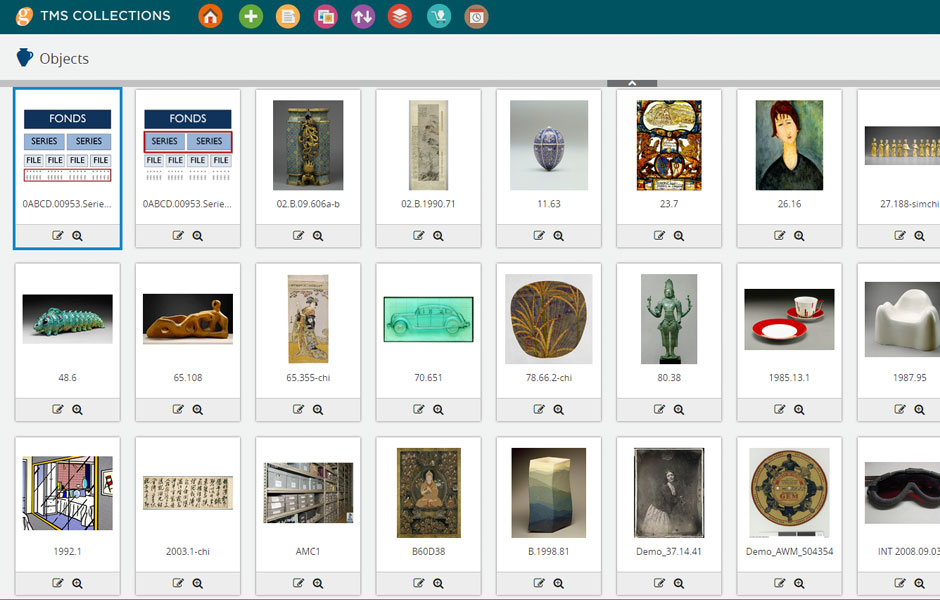 TMS COLLECTIONS
Objects
FONDS
SERIES SERIES
FILE FILE FILE FILE
0ABCD.00953.Serie...
FONDS
SERIES SERIES
FILE FILE FILE FILE
0ABCD.00953.Serie...
02.B.09.606a-b
02.B.1990.71
11.63
23.7
26.16
27.188-simchi
48.6
65.108
65.355-chi
70.651
78.66.2-chi
80.38
1985.13.1
1987.95
1992.1
2003.1-chi
AMC1
B60D38
B.1998.81
Demo_37.14.41
GEM
Demo_AWM_S04354
INT 2008.09.03